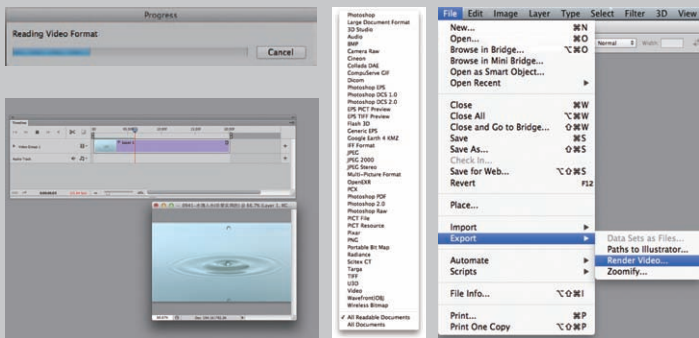 Progress
Reading Video Format
Cancel
Timeline
Video Group 1
Layer 1
Audio Track
Photoshop
Large Document Format
3D Studio
Audio
BMP
Camera Raw
Cineon
Collada DAE
CompuServe GIF
Dicom
Photoshop EPS
Photoshop DCS 1.0
Photoshop DCS 2.0
EPS PICT Preview
EPS TIFF Preview
Flash 3D
Generic EPS
Google Earth 4 KMZ
IFF Format
JPEG
JPEG 2000
JPEG Stereo
Multi-Picture Format
OpenEXR
PCX
Photoshop PDF
Photoshop 2.0
Photoshop Raw
PICT File
PICT Resource
Pixar
PNG
Portable Bit Map
Radiance
Scitex CT
Targa
TIFF
U3D
Video
Wavefront|OBJ
Wireless Bitmap
✓ All Readable Documents
All Documents
File Edit Image Layer Type Select Filter 3D View
Normal Width:
New... ⌘N
Open... ⌘O
Browse in Bridge... ⌥⌘O
Browse in Mini Bridge...
Open as Smart Object...
Open Recent
Close ⌘W
Close All ⌥⌘W
Close and Go to Bridge... ⇧⌘W
Save ⌘S
Save As... ⇧⌘S
Check In...
Save for Web... ⌥⇧⌘S
Revert F12
Place...
Import
Export
Data Sets as Files...
Paths to Illustrator...
Render Video...
Zoomify...
Automate
Scripts
File Info... ⌥⇧⌘I
Print... ⌘P
Print One Copy ⌥⇧⌘P